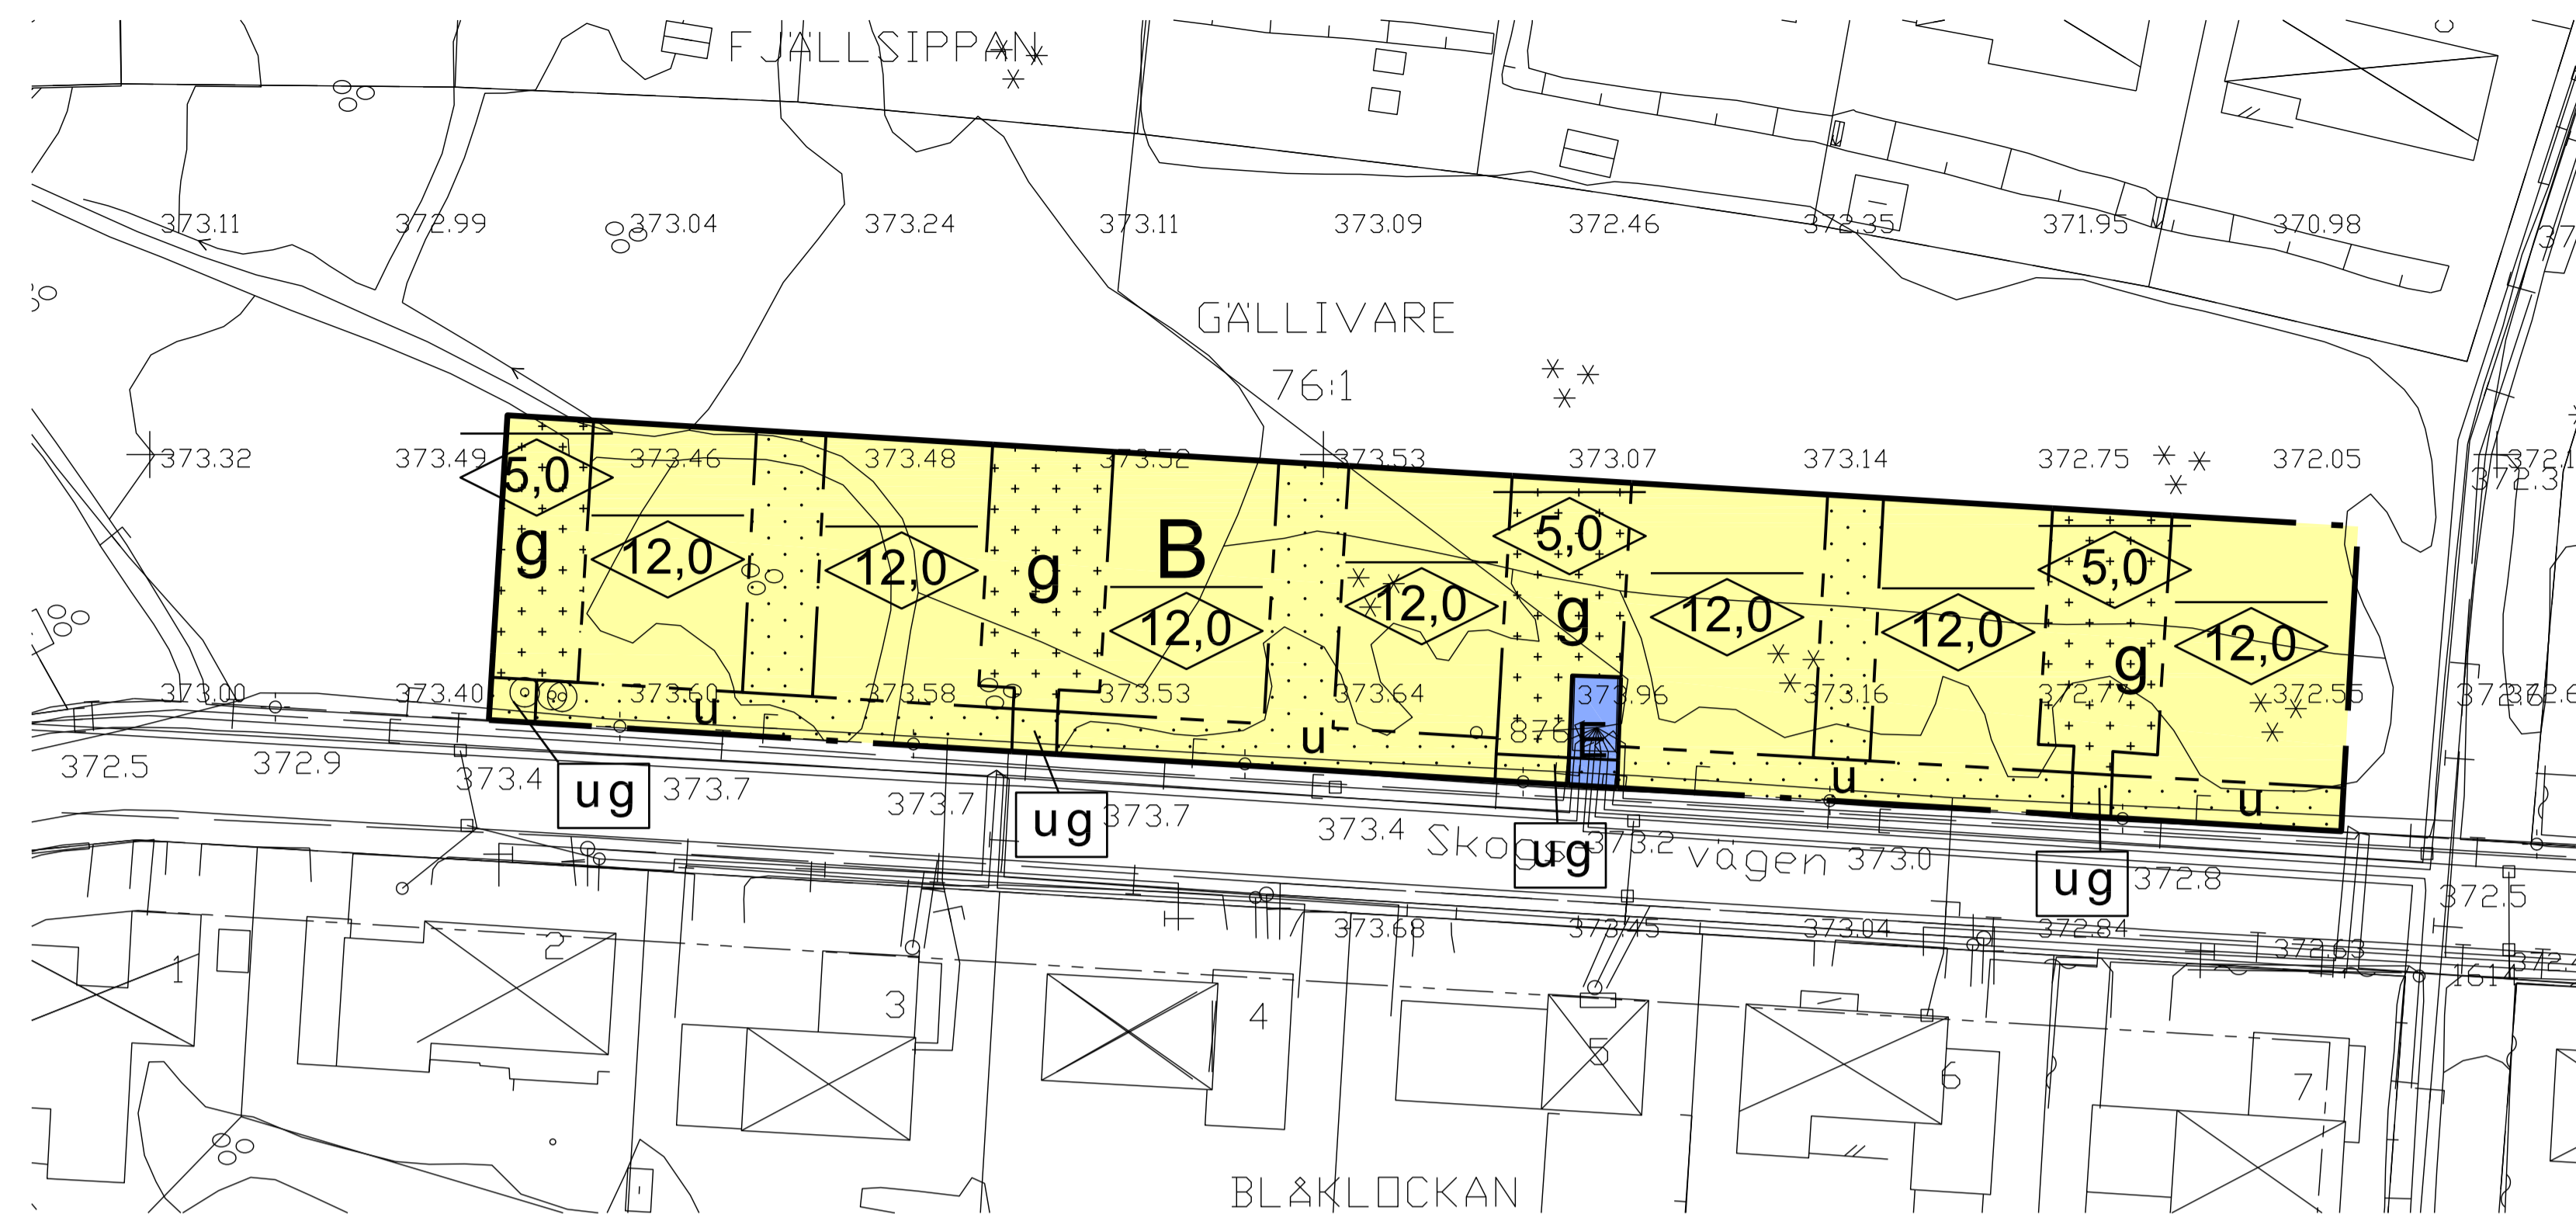 FJÄLLSIPPAN
373.11 372.99 373.04 373.24 373.11 373.09 372.46 372.35 371.95 370.98
GÄLLIVARE
76:1
373.32 373.49 373.46 373.48 373.52 373.53 373.07 373.14 372.75 372.05
5,0 5,0 5,0
g 12,0 12,0 g B 12,0 12,0 g 12,0 12,0 g 12,0
373.00 373.40 373.60 373.58 373.53 373.64 373.96 373.16 372.77 372.55
u u E u u
372.5 372.9 373.4 373.7 373.7 373.7 373.4 373.2 373.0 372.8 372.5
ug ug ug ug
Skogsvägen
373.68 373.45 373.04 372.84 372.63
1 2 3 4 5 6 7
BLÅKLOCKAN